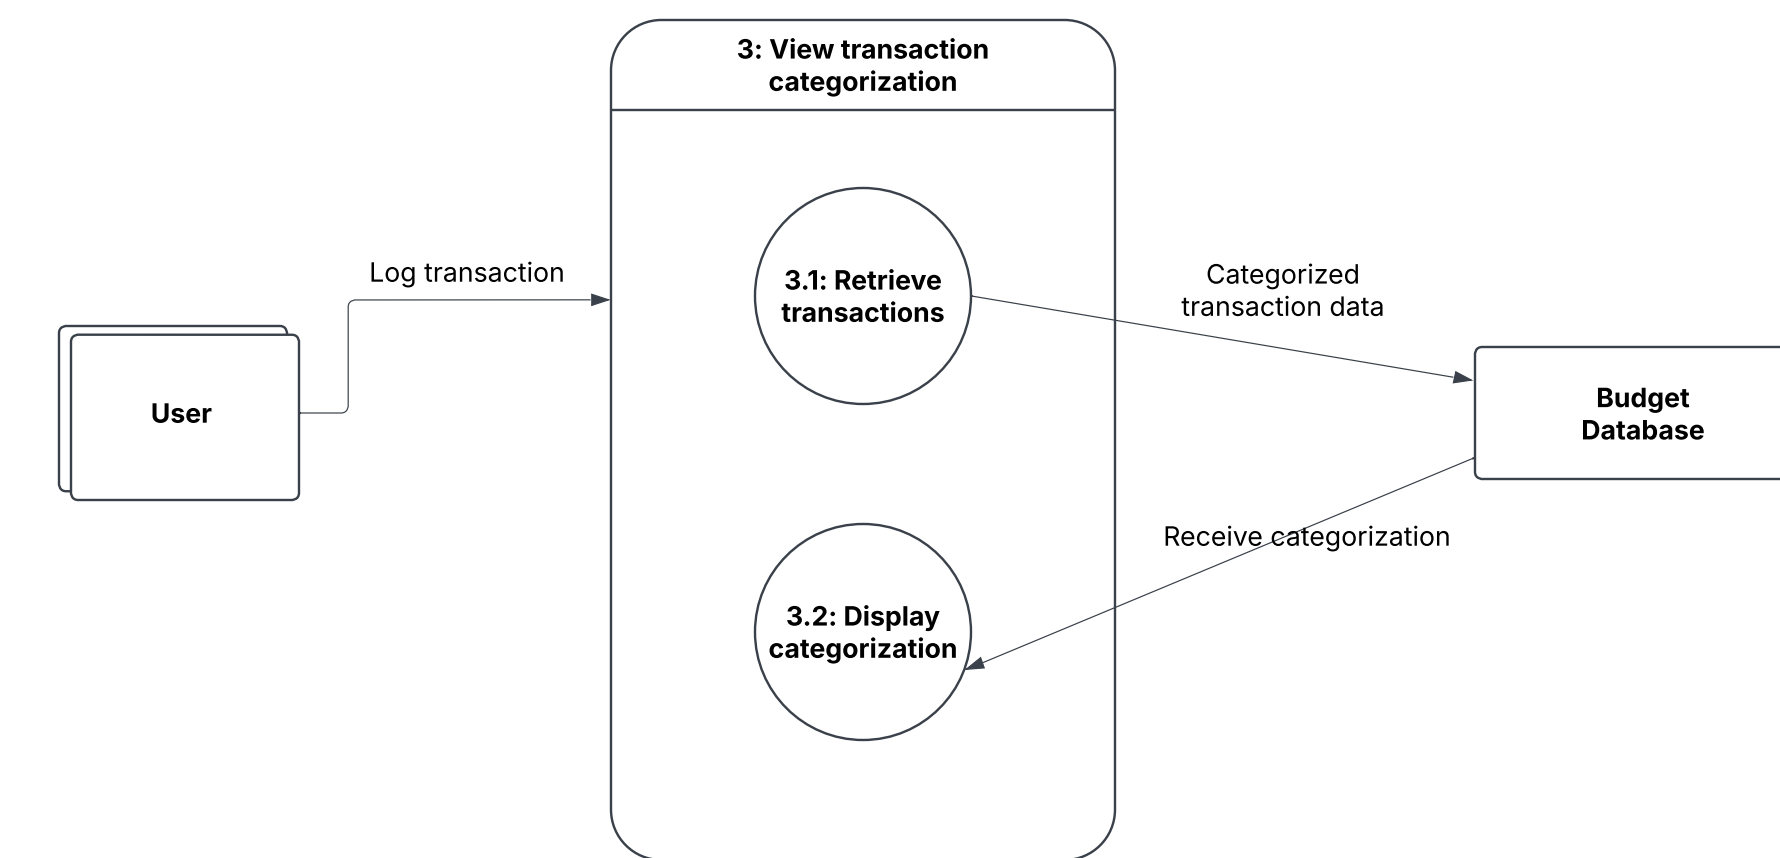 3: View transaction
categorization
Log transaction
3.1: Retrieve
transactions
Categorized
transaction data
User
Budget
Database
Receive categorization
3.2: Display
categorization